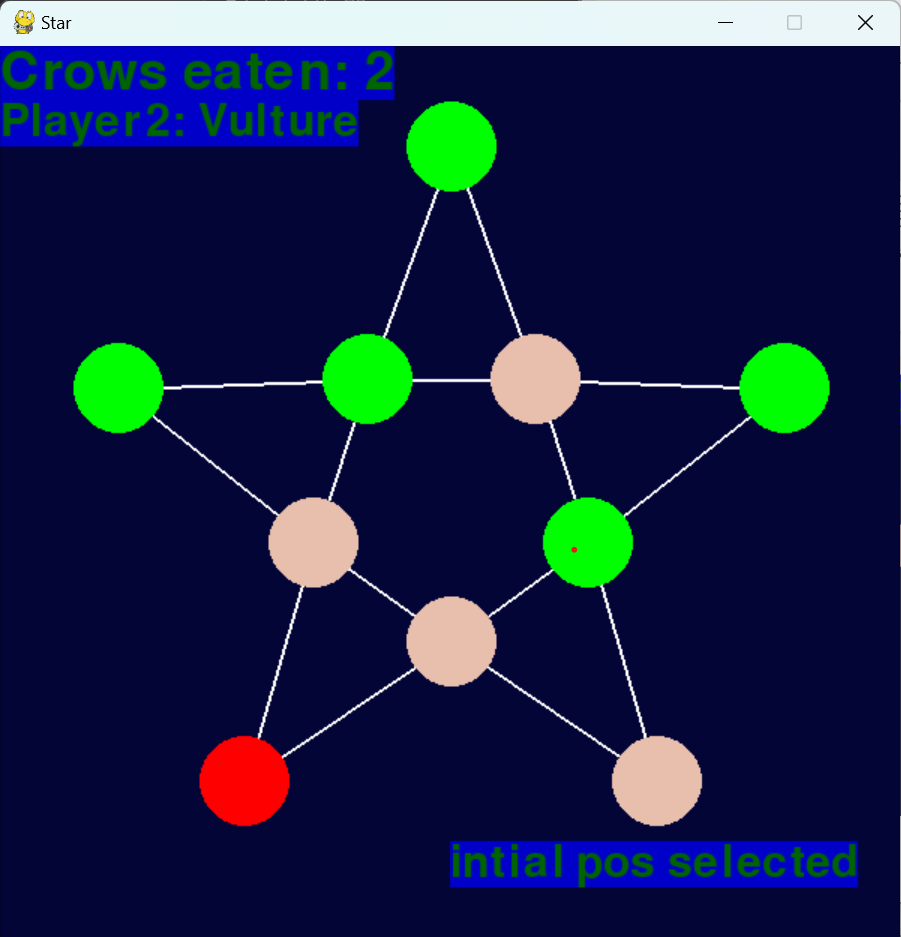 Star
Crows eaten: 2
Player2: Vulture
intial pos selected